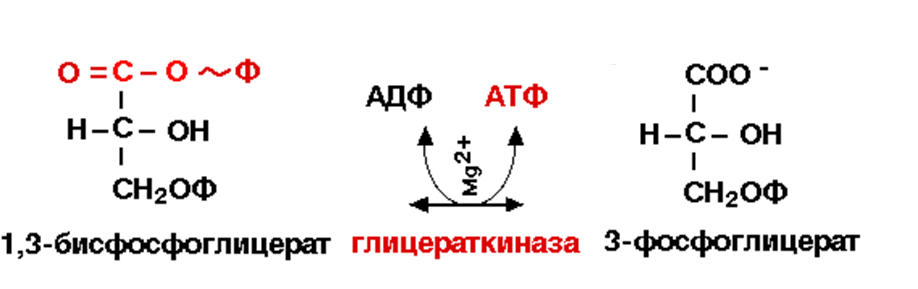 O=C–O~Ф
H–C–OH
CH₂OФ
1,3-бисфосфоглицерат
АДФ АТФ
Mg2+
глицераткиназа
COO⁻
H–C–OH
CH₂OФ
3-фосфоглицерат